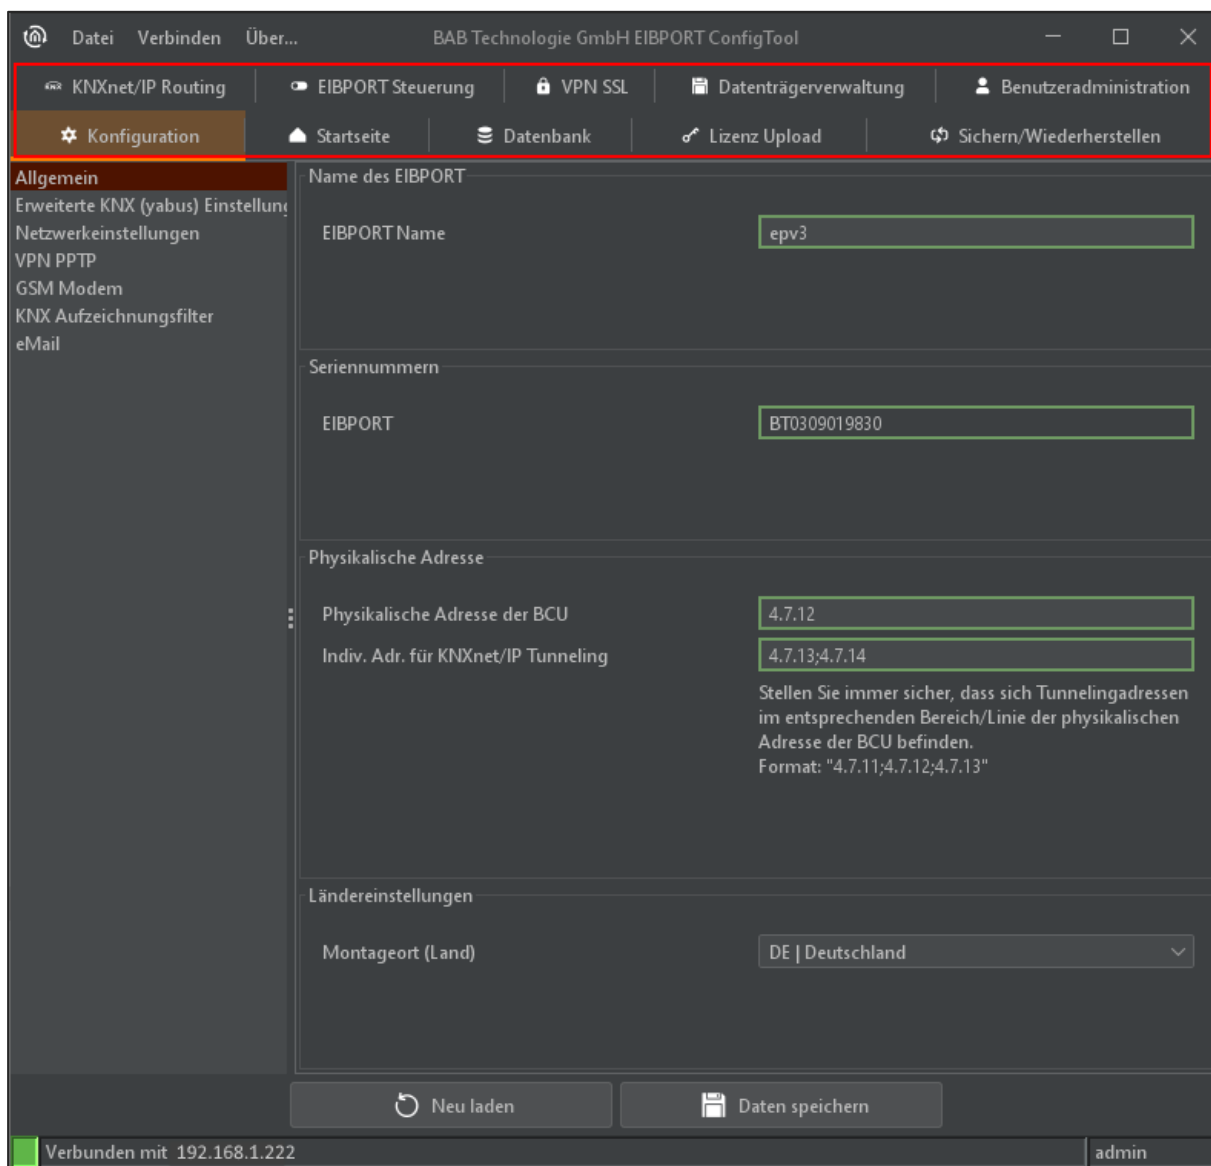 Datei Verbinden Über... BAB Technologie GmbH EIBPORT ConfigTool
KNXnet/IP Routing EIBPORT Steuerung VPN SSL Datenträgerverwaltung Benutzeradministration
Konfiguration Startseite Datenbank Lizenz Upload Sichern/Wiederherstellen
Allgemein
Erweiterte KNX (yabus) Einstellung
Netzwerkeinstellungen
VPN PPTP
GSM Modem
KNX Aufzeichnungsfilter
eMail
Name des EIBPORT
EIBPORT Name epv3
Seriennummern
EIBPORT BT0309019830
Physikalische Adresse
Physikalische Adresse der BCU 4.7.12
Indiv. Adr. für KNXnet/IP Tunneling 4.7.13;4.7.14
Stellen Sie immer sicher, dass sich Tunnelingadressen
im entsprechenden Bereich/Linie der physikalischen
Adresse der BCU befinden.
Format: "4.7.11;4.7.12;4.7.13"
Ländereinstellungen
Montageort (Land) DE | Deutschland
Neu laden Daten speichern
Verbunden mit 192.168.1.222 admin